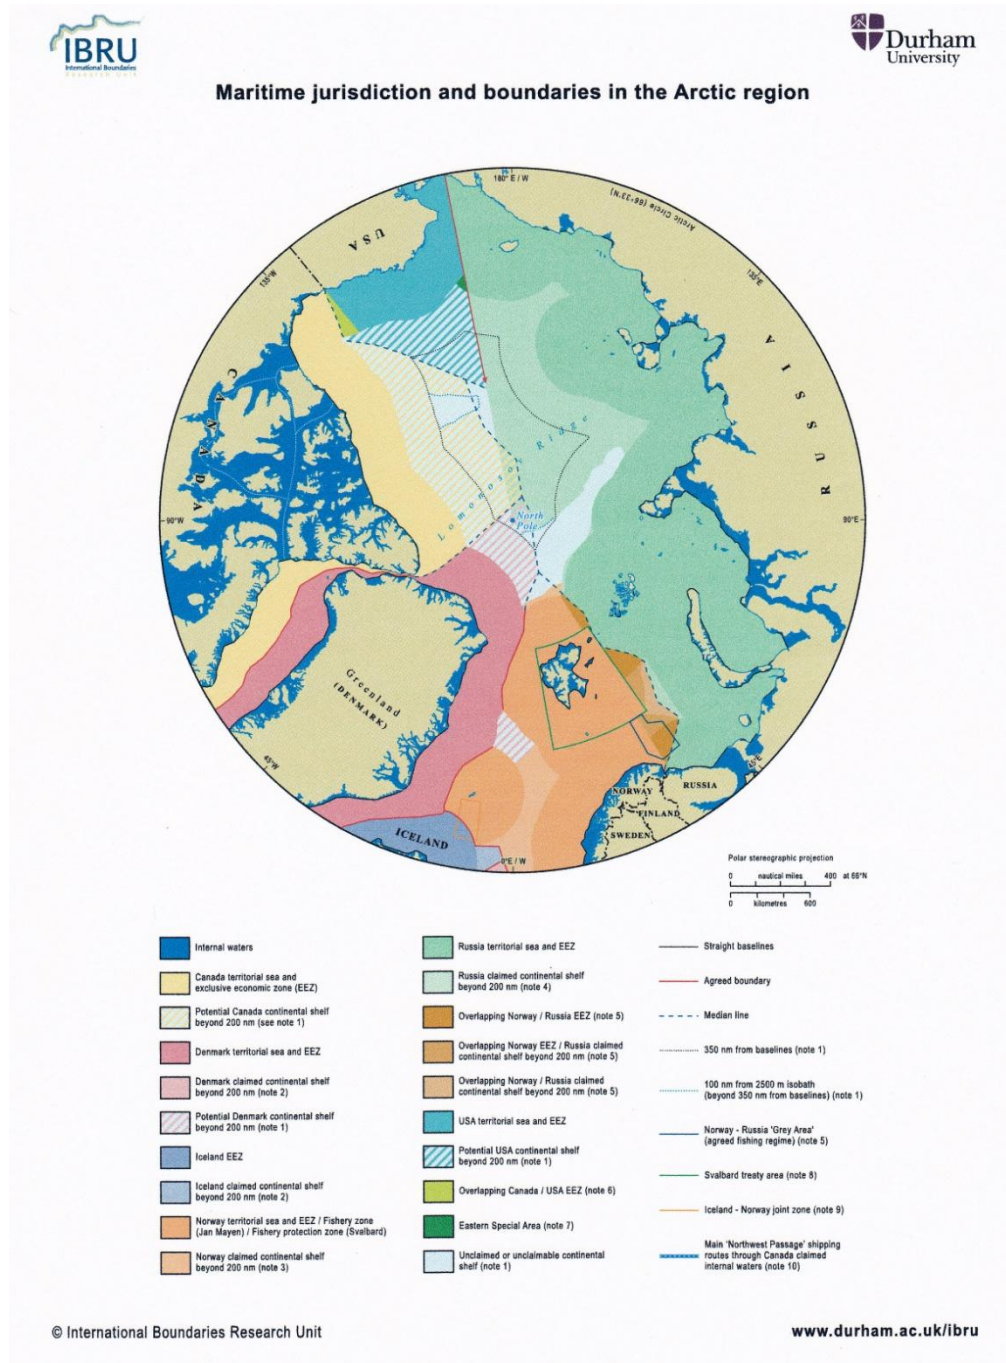 IBRU
International Boundaries
Research Unit
Durham
University
Maritime jurisdiction and boundaries in the Arctic region
180° E / W
Arctic Circle (66°33'N)
USA
135°W
135°E
CANADA
RUSSIA
Lomonosov Ridge
North
Pole
90°W
90°E
Greenland
(DENMARK)
45°W
45°E
NORWAY
RUSSIA
FINLAND
SWEDEN
ICELAND
0°E / W
Polar stereographic projection
0 nautical miles 400 at 66°N
0 kilometres 600
Internal waters
Canada territorial sea and
exclusive economic zone (EEZ)
Potential Canada continental shelf
beyond 200 nm (see note 1)
Denmark territorial sea and EEZ
Denmark claimed continental shelf
beyond 200 nm (note 2)
Potential Denmark continental shelf
beyond 200 nm (note 1)
Iceland EEZ
Iceland claimed continental shelf
beyond 200 nm (note 2)
Norway territorial sea and EEZ / Fishery zone
(Jan Mayen) / Fishery protection zone (Svalbard)
Norway claimed continental shelf
beyond 200 nm (note 3)
Russia territorial sea and EEZ
Russia claimed continental shelf
beyond 200 nm (note 4)
Overlapping Norway / Russia EEZ (note 5)
Overlapping Norway EEZ / Russia claimed
continental shelf beyond 200 nm (note 5)
Overlapping Norway / Russia claimed
continental shelf beyond 200 nm (note 5)
USA territorial sea and EEZ
Potential USA continental shelf
beyond 200 nm (note 1)
Overlapping Canada / USA EEZ (note 6)
Eastern Special Area (note 7)
Unclaimed or unclaimable continental
shelf (note 1)
Straight baselines
Agreed boundary
Median line
350 nm from baselines (note 1)
100 nm from 2500 m isobath
(beyond 350 nm from baselines) (note 1)
Norway - Russia 'Grey Area'
(agreed fishing regime) (note 5)
Svalbard treaty area (note 8)
Iceland - Norway joint zone (note 9)
Main 'Northwest Passage' shipping
routes through Canada claimed
internal waters (note 10)
© International Boundaries Research Unit
www.durham.ac.uk/ibru